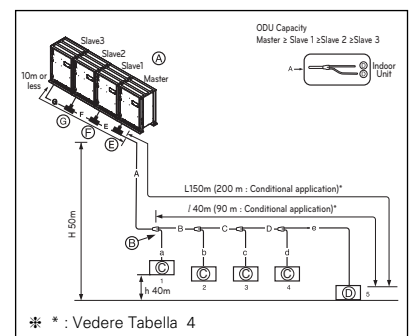 ODU Capacity
Master ≥ Slave 1 ≥Slave 2 ≥Slave 3
Slave3
Slave2
Slave1
Master
A
A
Indoor
Unit
10m or
less
G
F
E
G
F
E
A
L150m (200 m : Conditional application)*
l 40m (90 m : Conditional application)*
H 50m
B
B
C
D
e
a
b
c
d
C
C
C
C
D
1
2
3
4
5
h 40m
* : Vedere Tabella 4